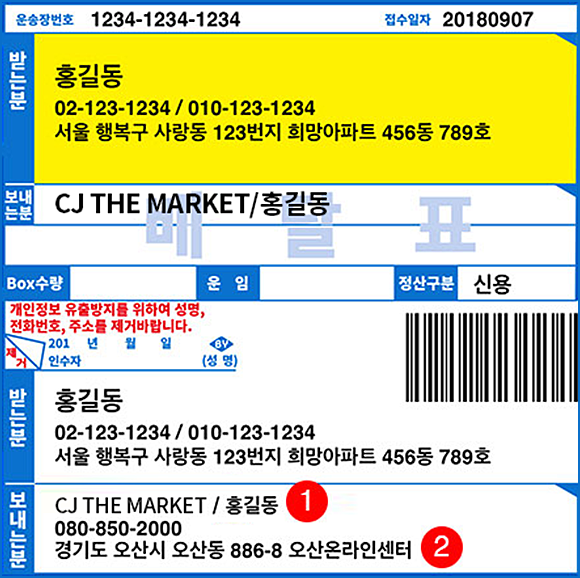 운송장번호 1234-1234-1234 접수일자 20180907
받는분
홍길동
02-123-1234 / 010-123-1234
서울 행복구 사랑동 123번지 희망아파트 456동 789호
보내는분
CJ THE MARKET/홍길동
배달표
Box수량 운 임 정산구분 신용
개인정보 유출방지를 위하여 성명,
전화번호, 주소를 제거바랍니다.
제거
201 년 월 일 BV
인수자 (성 명)
받는분
홍길동
02-123-1234 / 010-123-1234
서울 행복구 사랑동 123번지 희망아파트 456동 789호
보내는분
CJ THE MARKET / 홍길동 1
080-850-2000
경기도 오산시 오산동 886-8 오산온라인센터 2